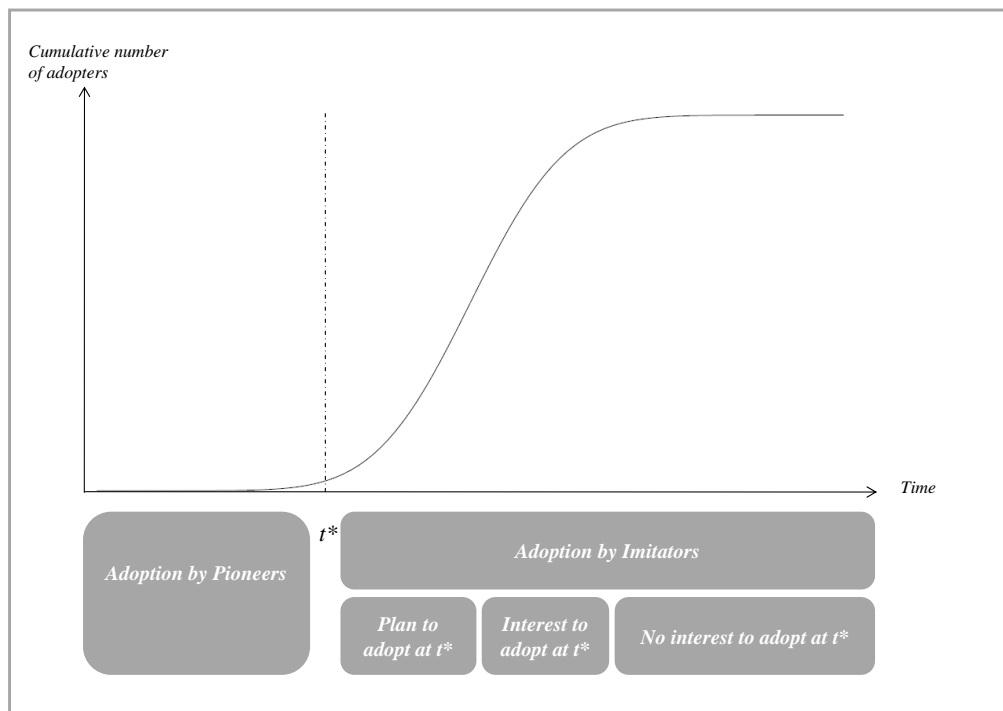 Cumulative number
of adopters
Time
t*
Adoption by Pioneers
Adoption by Imitators
Plan to
adopt at t*
Interest to
adopt at t*
No interest to adopt at t*